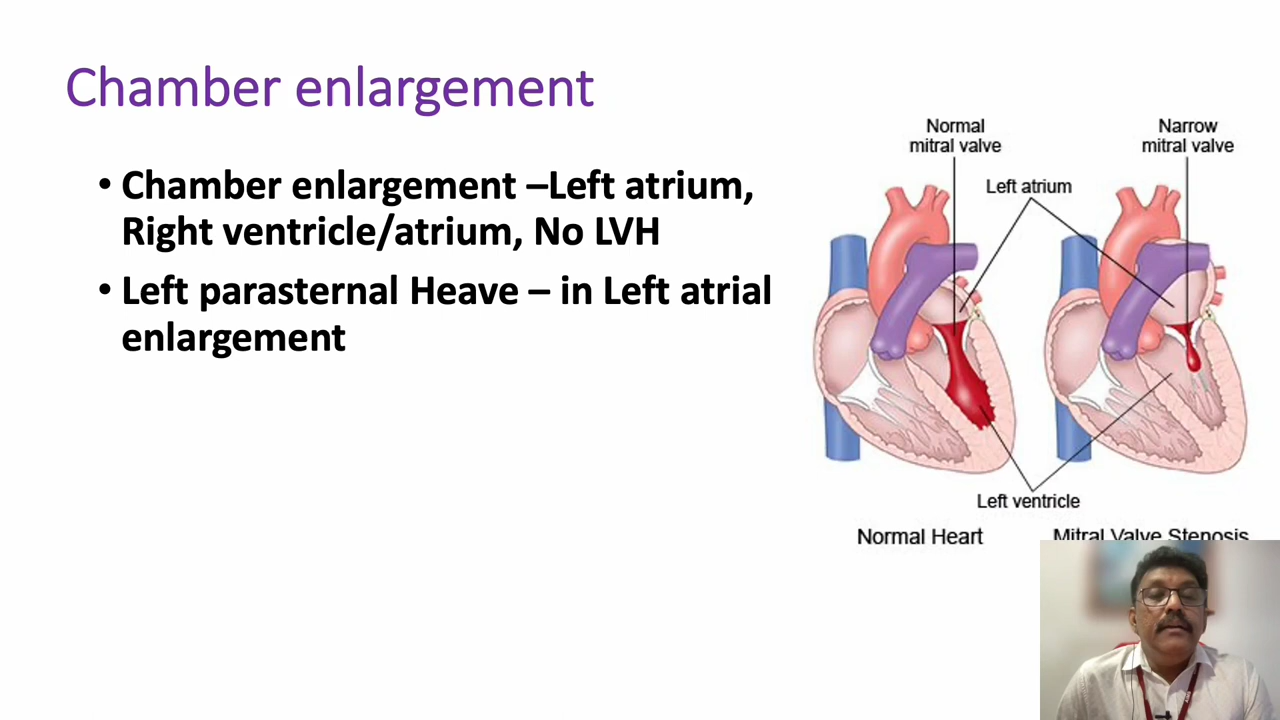 Chamber enlargement
• Chamber enlargement –Left atrium,
Right ventricle/atrium, No LVH
• Left parasternal Heave – in Left atrial
enlargement
Normal
mitral valve
Narrow
mitral valve
Left atrium
Left ventricle
Normal Heart
Mitral Valve Stenosis